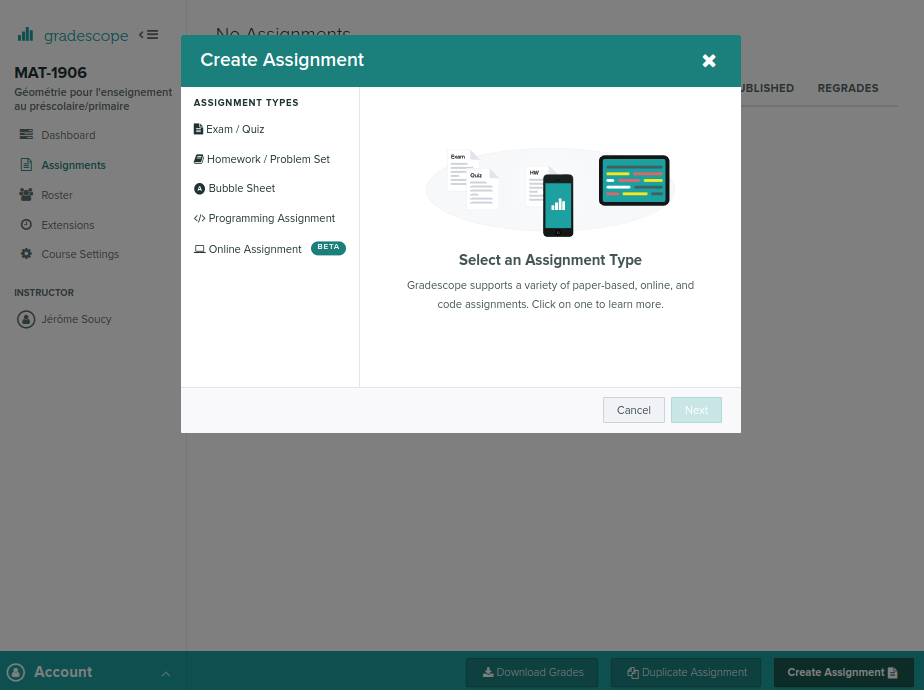 gradescope
No Assignments
MAT-1906
Géométrie pour l'enseignement
au préscolaire/primaire
Dashboard
Assignments
Roster
Extensions
Course Settings
INSTRUCTOR
Jérôme Soucy
REGRADES
Create Assignment
ASSIGNMENT TYPES
Exam / Quiz
Homework / Problem Set
Bubble Sheet
Programming Assignment
Online Assignment BETA
Exam
Quiz
HW
Select an Assignment Type
Gradescope supports a variety of paper-based, online, and
code assignments. Click on one to learn more.
Cancel
Next
Account
Download Grades
Duplicate Assignment
Create Assignment